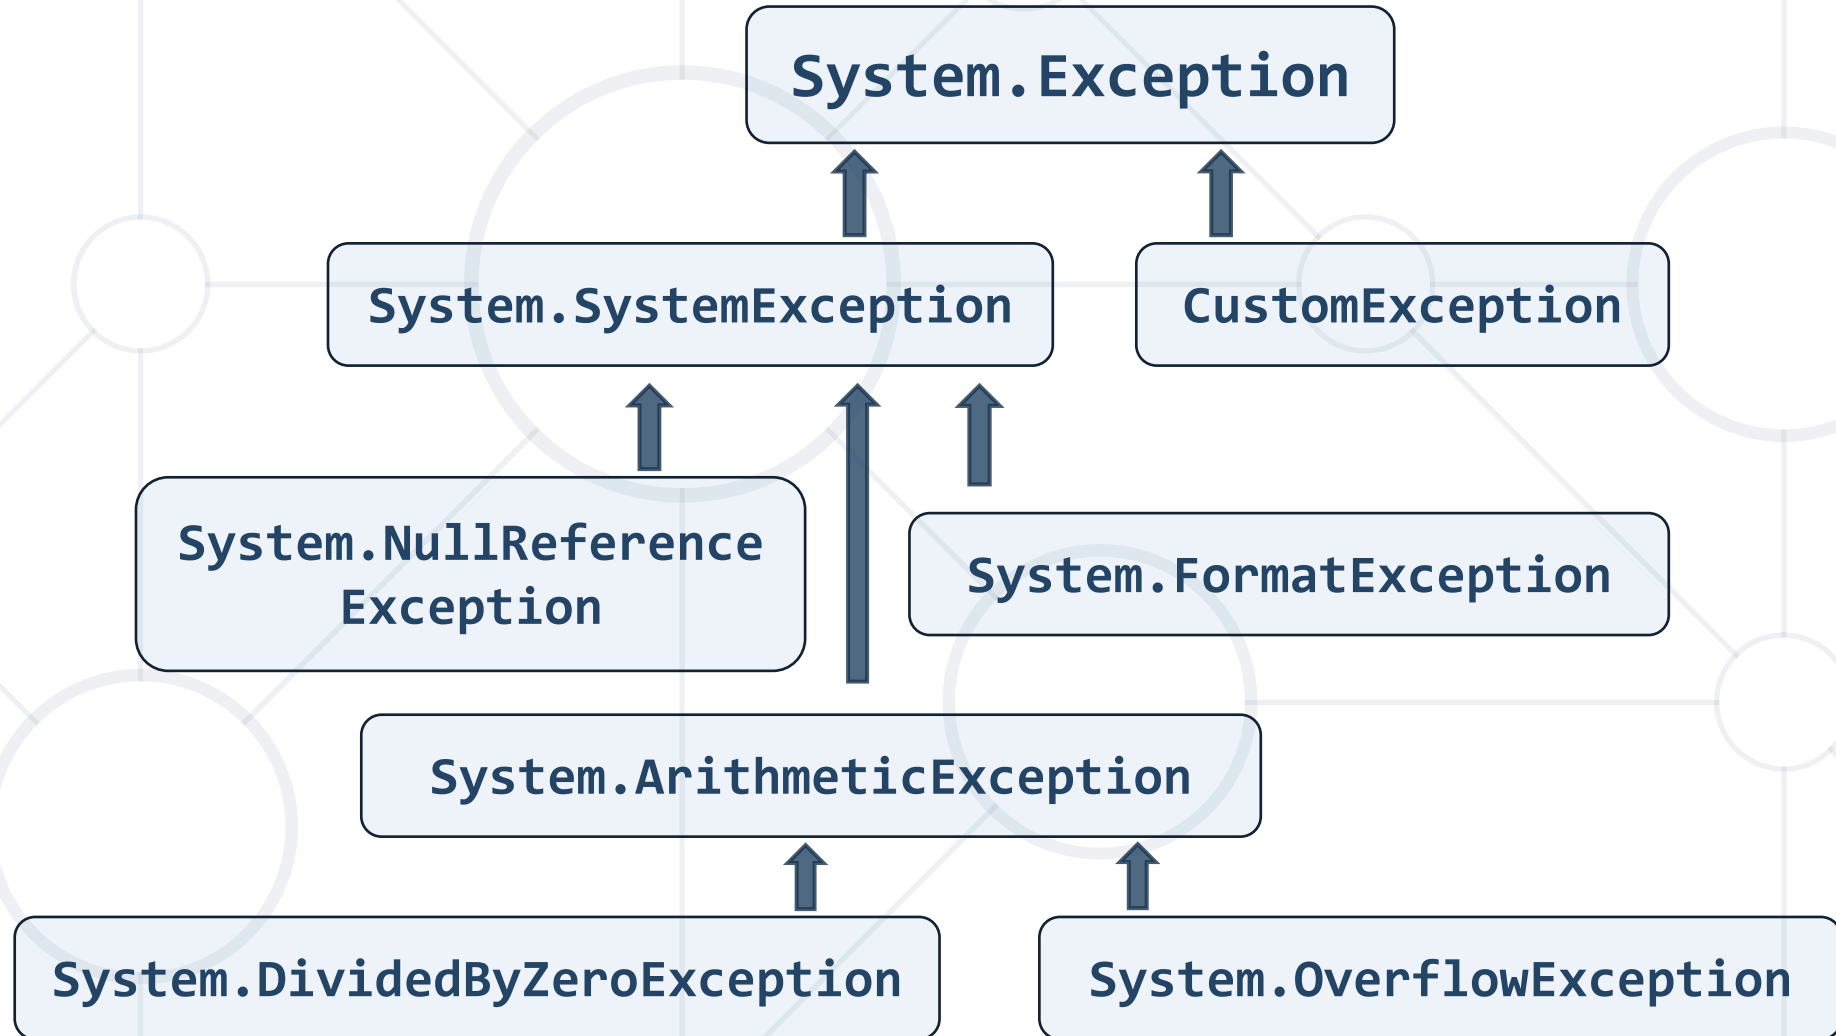 System.Exception
System.SystemException
CustomException
System.NullReference
Exception
System.FormatException
System.ArithmeticException
System.DividedByZeroException
System.OverflowException